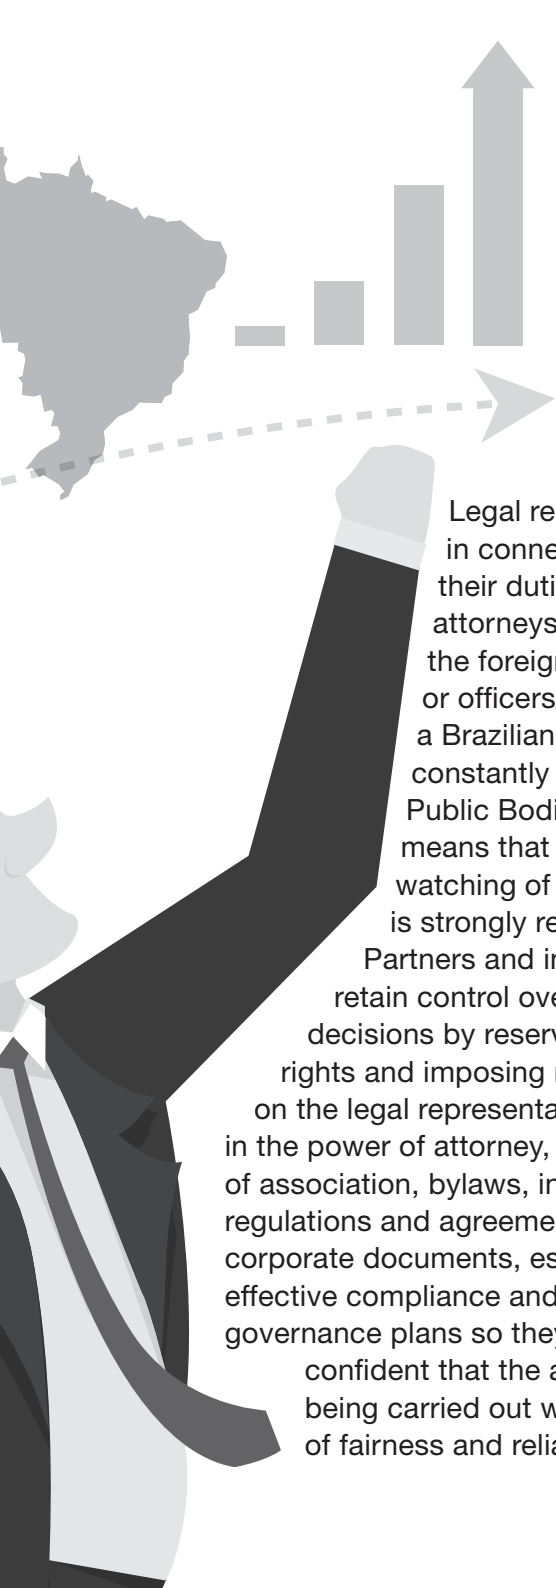 Legal re
in conne
their duti
attorneys
the foreig
or officers
a Brazilian
constantly
Public Bodi
means that
watching of
is strongly re
Partners and in
retain control ove
decisions by reserv
rights and imposing
on the legal representa
in the power of attorney,
of association, bylaws, in
regulations and agreeme
corporate documents, es
effective compliance and
governance plans so they
confident that the a
being carried out w
of fairness and relia